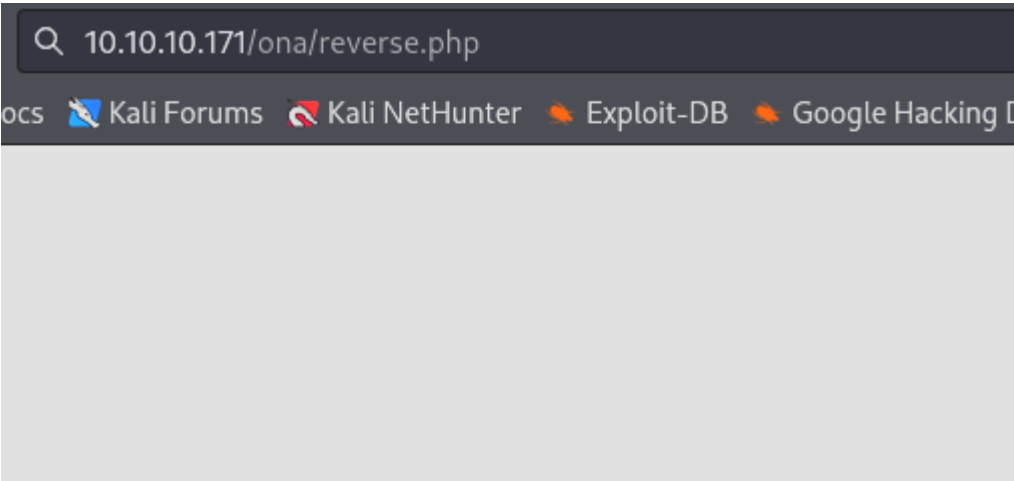 10.10.10.171/ona/reverse.php
ocs Kali Forums Kali NetHunter Exploit-DB Google Hacking D